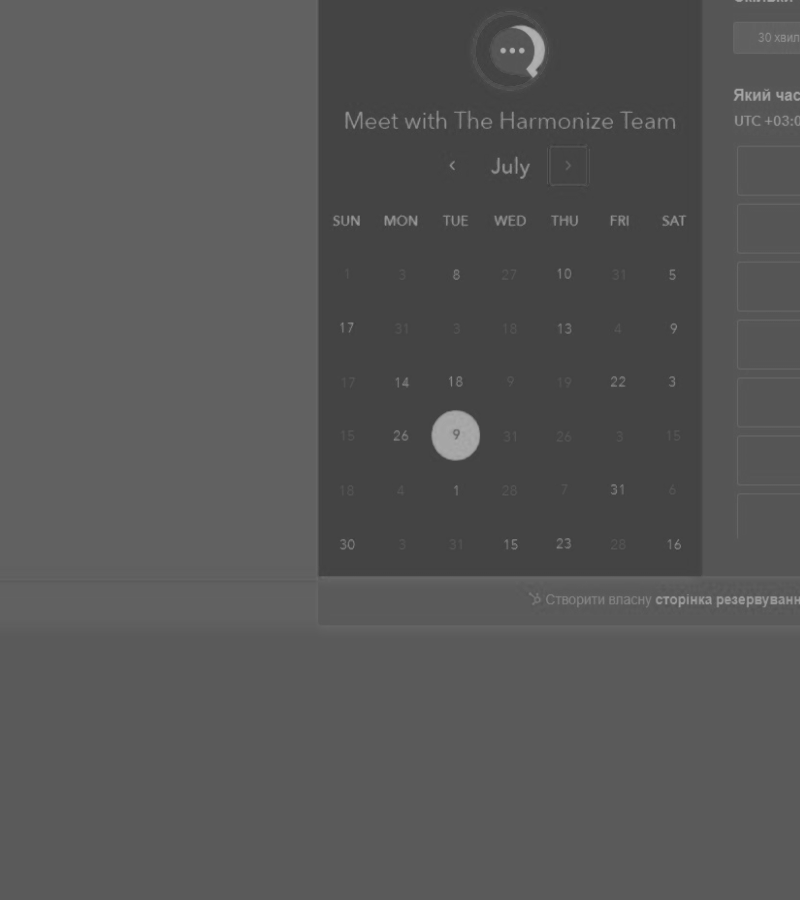 30 хвил
Meet with The Harmonize Team
Який час
UTC +03:0
July
SUN MON TUE WED THU FRI SAT
1 3 8 27 10 31 5
17 31 3 18 13 4 9
17 14 18 9 19 22 3
15 26 9 31 26 3 15
18 4 1 28 7 31 6
30 3 31 15 23 28 16
Створити власну сторінка резервуванн